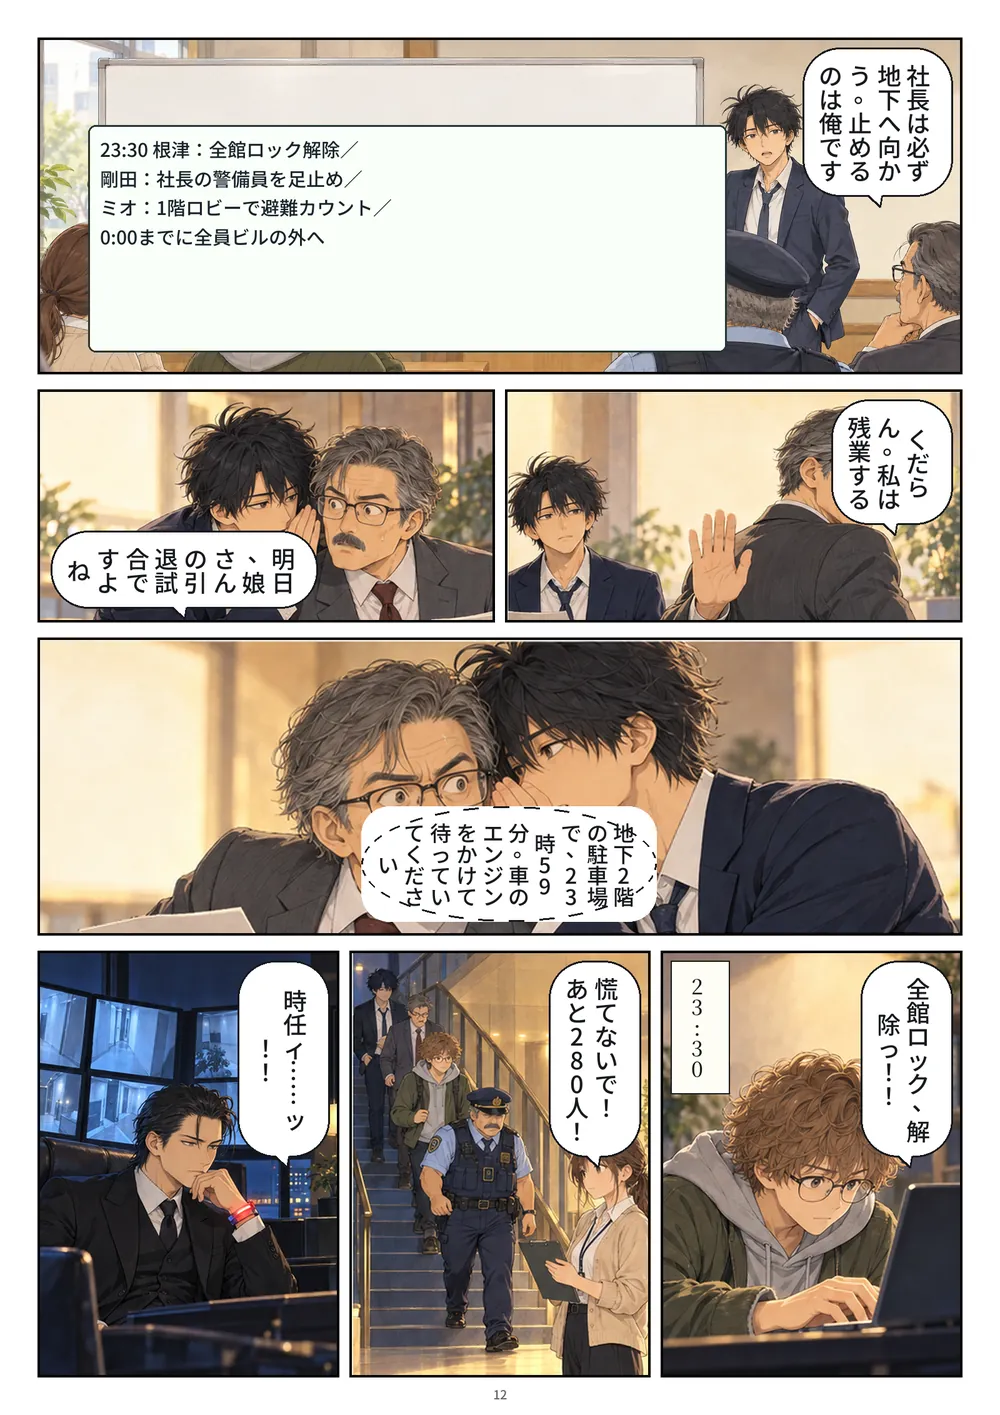 社長は必ず
地下へ向か
う。止める
のは俺です
23:30 根津：全館ロック解除／
剛田：社長の警備員を足止め／
ミオ：1階ロビーで避難カウント／
0:00までに全員ビルの外へ
くだら
ん。私は
残業する
明日
、娘
さん
の引
退試
合で
すよ
ね
地下2階
の駐車場
で、23
時59
分。車の
エンジン
をかけて
待ってい
てくださ
い
全館ロック、解
除っ！！
23:30
慌てないで！
あと280人！
時任ィ……ッ
！！
12